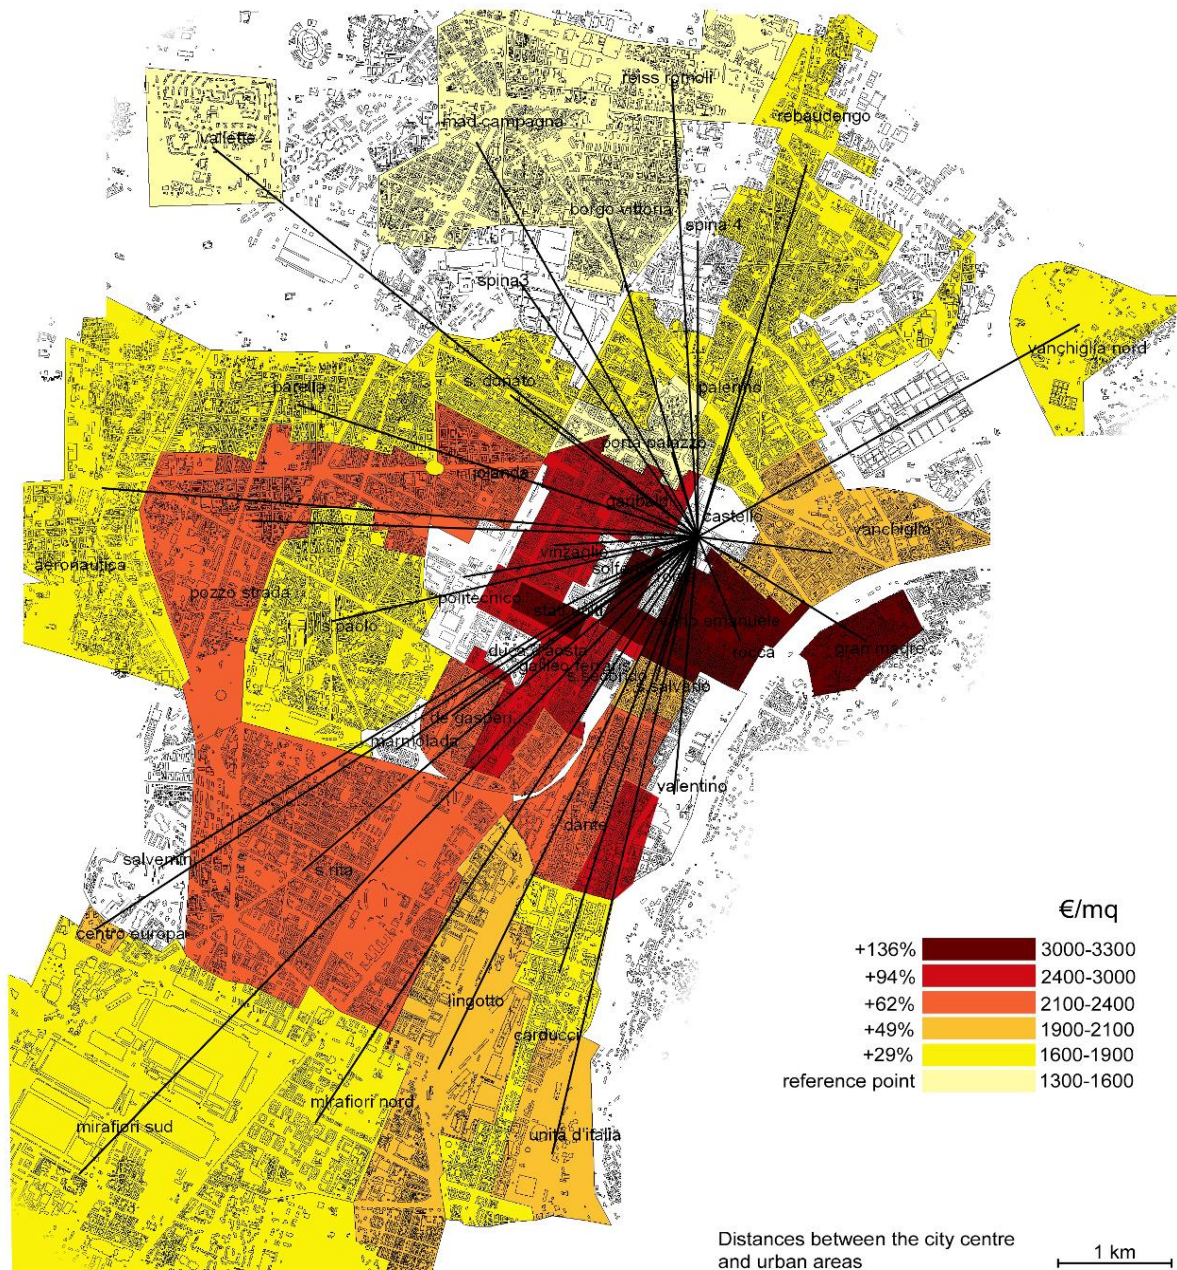 reiss romoli
mad.campagna
rebaudengo
vallette
borgo vittoria
spina 4
spina3
vanchiglia nord
parella
s. donato
palermo
porta palazzo
jolanda
garibaldi
castello
vanchiglia
vinzaglio
aeronautica
pozzo strada
politecnico
s.paolo
rocca
gran madre
duca d'aosta
galileo ferraris
s.secondo
s.salvario
de gasperi
marmolada
valentino
dante
salvemini
s.rita
centro europa
lingotto
carducci
mirafiori nord
mirafiori sud
unità d'italia
€/mq
+136% 3000-3300
+94% 2400-3000
+62% 2100-2400
+49% 1900-2100
+29% 1600-1900
reference point 1300-1600
Distances between the city centre
and urban areas
1 km